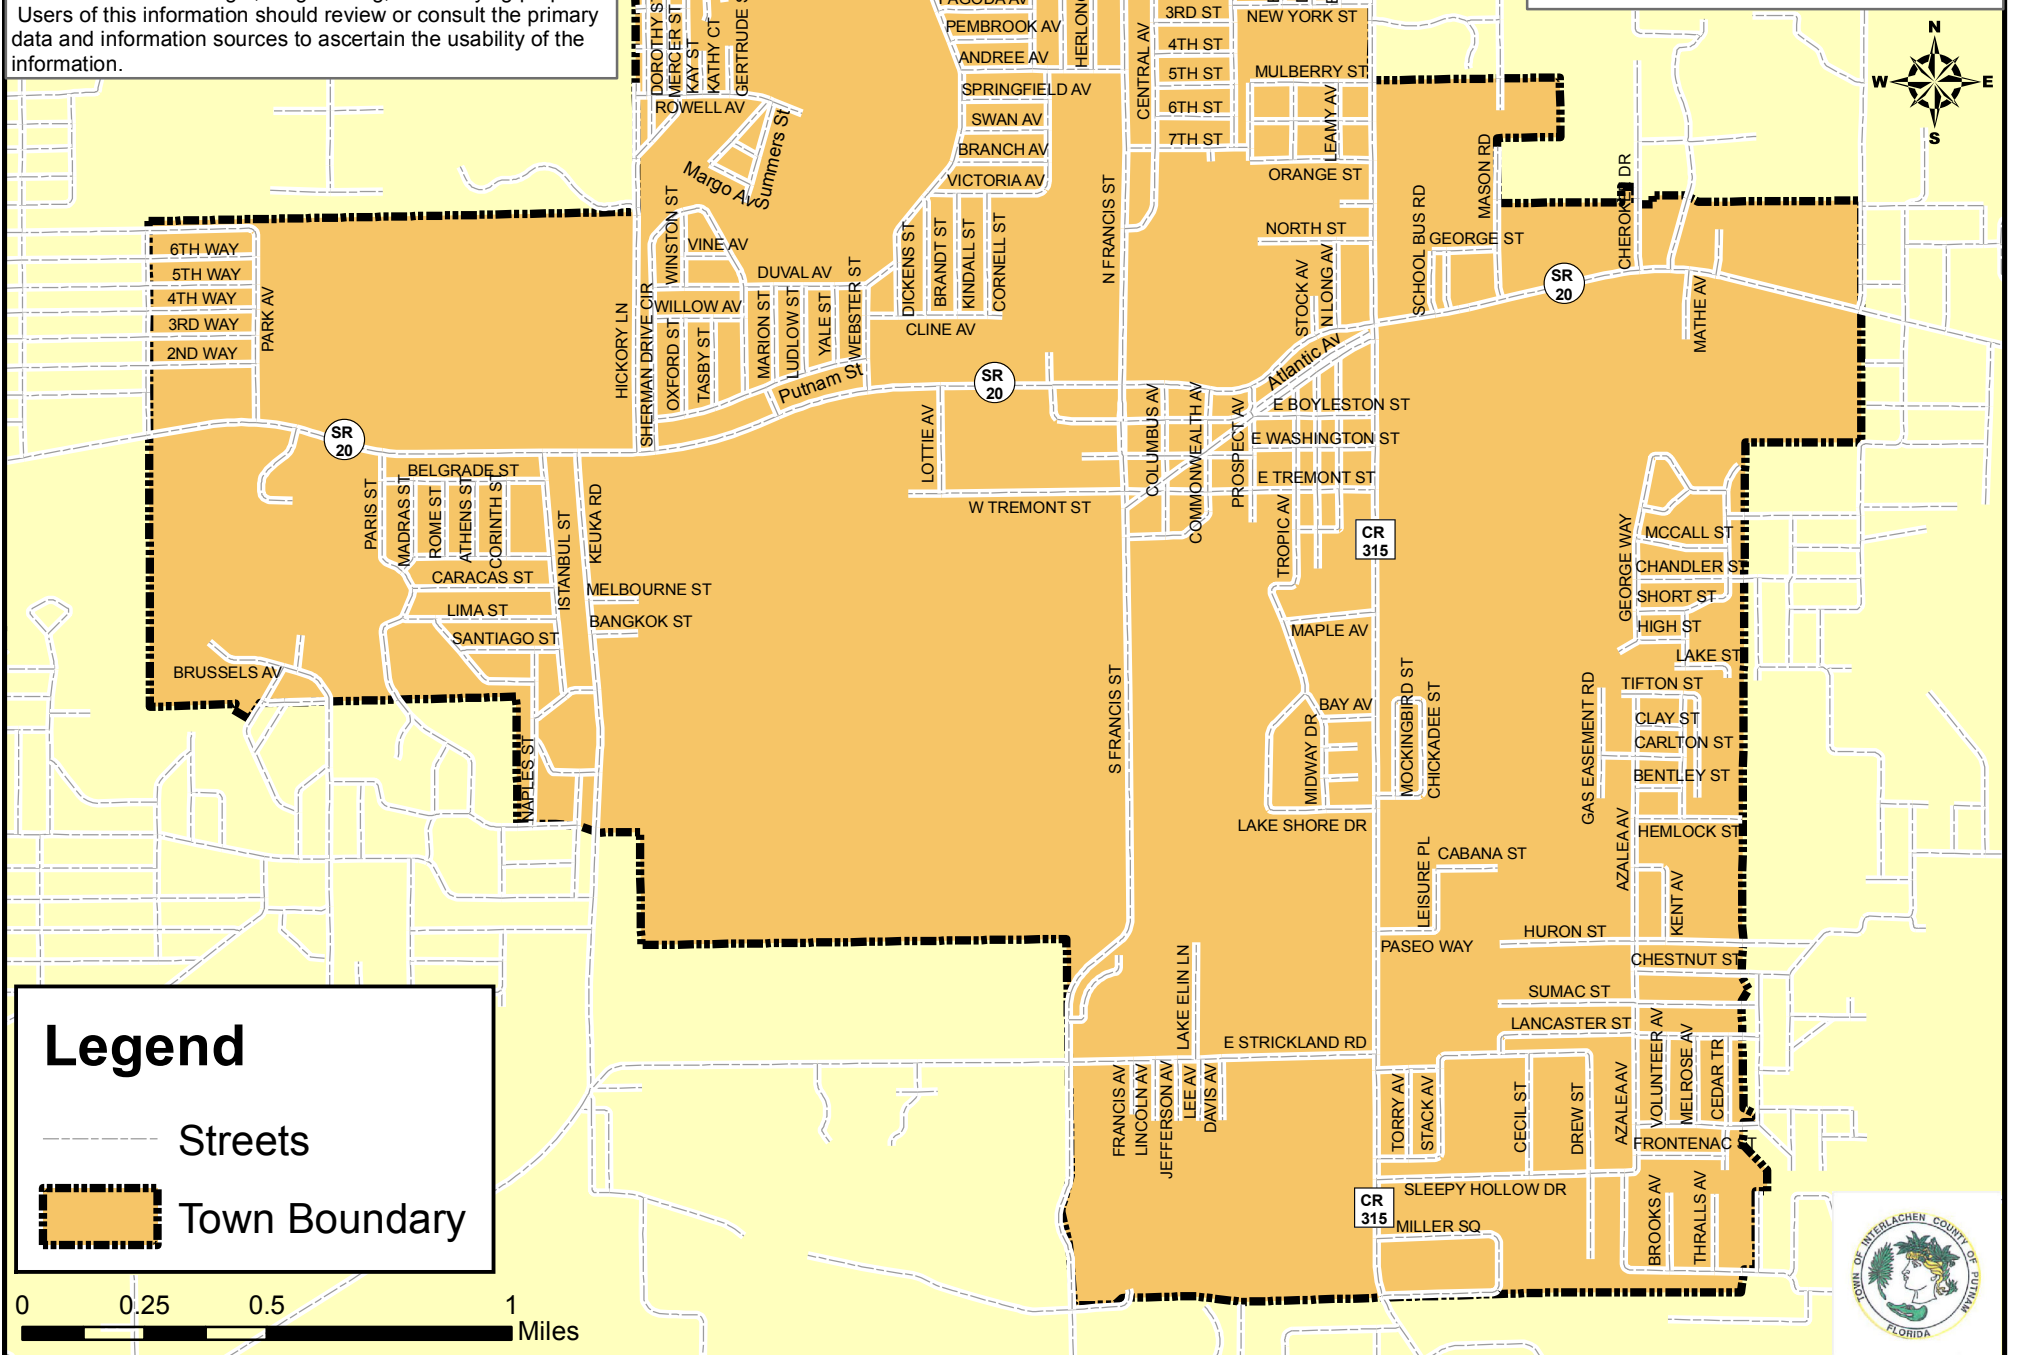 Users of this information should review or consult the primary
data and information sources to ascertain the usability of the
information.
N
W
E
S
DOROTHY S
MERCER ST
KAY ST
KATHY CT
GERTRUDE S
ROWELL AV
Summers St
Margo Av
PEMBROOK AV
ANDREE AV
HERLONG
SPRINGFIELD AV
SWAN AV
BRANCH AV
VICTORIA AV
CENTRAL AV
3RD ST
4TH ST
5TH ST
6TH ST
7TH ST
NEW YORK ST
MULBERRY ST
LEAMY AV
ORANGE ST
NORTH ST
MASON RD
SCHOOL BUS RD
GEORGE ST
CHEROKEE DR
SR
20
MATHE AV
6TH WAY
5TH WAY
4TH WAY
3RD WAY
2ND WAY
PARK AV
HICKORY LN
SHERMAN DRIVE CIR
WINSTON ST
VINE AV
DUVAL AV
WILLOW AV
OXFORD ST
TASBY ST
MARION ST
LUDLOW ST
YALE ST
WEBSTER ST
Putnam St
DICKENS ST
BRANDT ST
KINDALL ST
CORNELL ST
CLINE AV
N FRANCIS ST
STOCK AV
N LONG AV
Atlantic Av
SR
20
SR
20
LOTTIE AV
W TREMONT ST
COLUMBUS AV
COMMONWEALTH AV
PROSPECT AV
E BOYLESTON ST
E WASHINGTON ST
E TREMONT ST
TROPIC AV
CR
315
BELGRADE ST
PARIS ST
MADRAS ST
ROME ST
ATHENS ST
CORINTH ST
ISTANBUL ST
KEUKA RD
CARACAS ST
LIMA ST
SANTIAGO ST
MELBOURNE ST
BANGKOK ST
BRUSSELS AV
NAPLES ST
S FRANCIS ST
MAPLE AV
BAY AV
MIDWAY DR
MOCKINGBIRD ST
CHICKADEE ST
LAKE SHORE DR
GEORGE WAY
MCCALL ST
CHANDLER ST
SHORT ST
HIGH ST
LAKE ST
TIFTON ST
GAS EASEMENT RD
CLAY ST
CARLTON ST
BENTLEY ST
HEMLOCK ST
AZALEA AV
KENT AV
CABANA ST
LEISURE PL
PASEO WAY
HURON ST
CHESTNUT ST
SUMAC ST
LANCASTER ST
LAKE ELIN LN
E STRICKLAND RD
FRANCIS AV
LINCOLN AV
JEFFERSON AV
LEE AV
DAVIS AV
TORRY AV
STACK AV
CECIL ST
DREW ST
AZALEA AV
VOLUNTEER AV
MELROSE AV
CEDAR TR
FRONTENAC ST
SLEEPY HOLLOW DR
CR
315
MILLER SQ
BROOKS AV
THRALLS AV
Legend
Streets
Town Boundary
0
0.25
0.5
1
Miles
TOWN OF INTERLACHEN COUNTY OF PUTNAM
FLORIDA